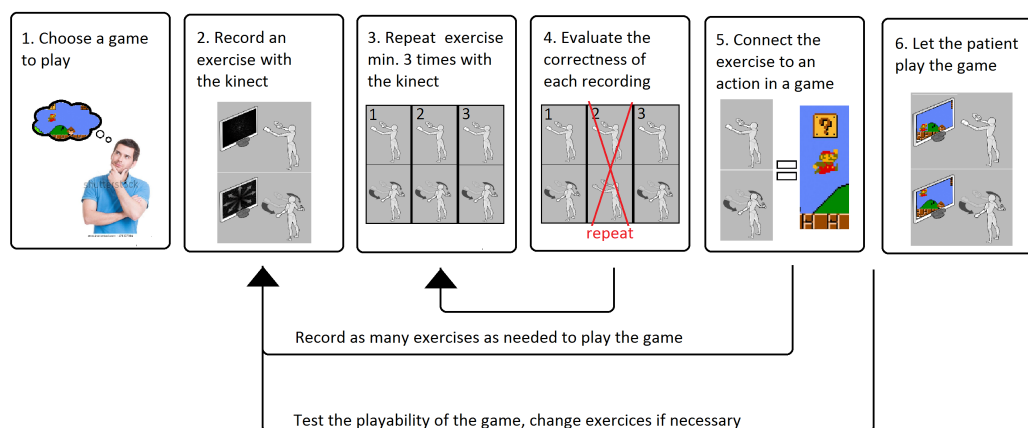 1. Choose a game
to play
shutterstock
2. Record an
exercise with
the kinect
3. Repeat exercise
min. 3 times with
the kinect
1 2 3
4. Evaluate the
correctness of
each recording
1 2 3
repeat
5. Connect the
exercise to an
action in a game
?
6. Let the patient
play the game
Record as many exercises as needed to play the game
Test the playability of the game, change exercices if necessary